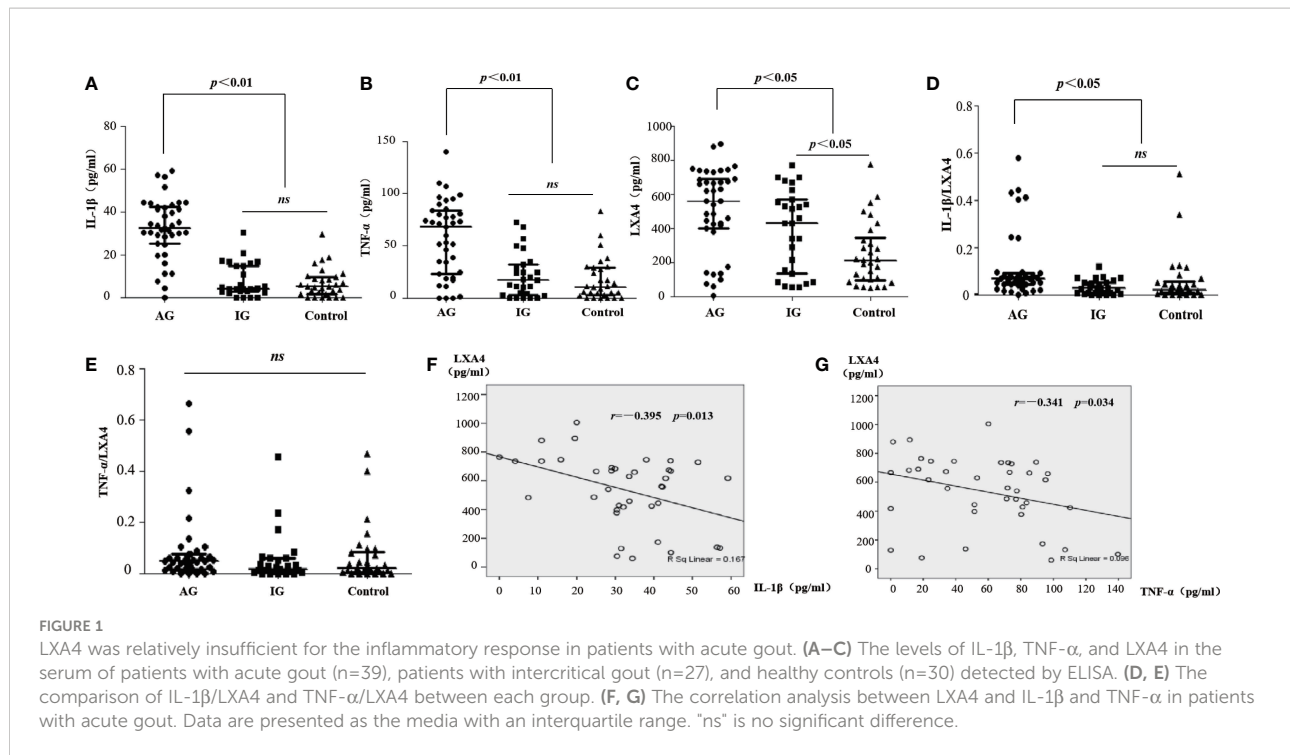 A
p<0.01
IL-1β (pg/ml)
80
60
40
20
0
ns
AG IG Control
B
p<0.01
TNF-α (pg/ml)
150
100
50
0
ns
AG IG Control
C
p<0.05
LXA4 (pg/ml)
1000
800
600
400
200
0
p<0.05
AG IG Control
D
p<0.05
IL-1β/LXA4
0.8
0.6
0.4
0.2
0.0
ns
AG IG Control
E
ns
TNF-α/LXA4
0.8
0.6
0.4
0.2
0
AG IG Control
F
LXA4
(pg/ml)
1200
1000
800
600
400
200
0
r=−0.395 p=0.013
R Sq Linear = 0.167
0 10 20 30 40 50 60
IL-1β (pg/ml)
G
LXA4
(pg/ml)
1200
1000
800
600
400
200
0
r=−0.341 p=0.034
R Sq Linear = 0.096
0 20 40 60 80 100 120 140
TNF-α (pg/ml)
FIGURE 1
LXA4 was relatively insufficient for the inflammatory response in patients with acute gout. (A–C) The levels of IL-1β, TNF-α, and LXA4 in the
serum of patients with acute gout (n=39), patients with intercritical gout (n=27), and healthy controls (n=30) detected by ELISA. (D, E) The
comparison of IL-1β/LXA4 and TNF-α/LXA4 between each group. (F, G) The correlation analysis between LXA4 and IL-1β and TNF-α in patients
with acute gout. Data are presented as the media with an interquartile range. "ns" is no significant difference.